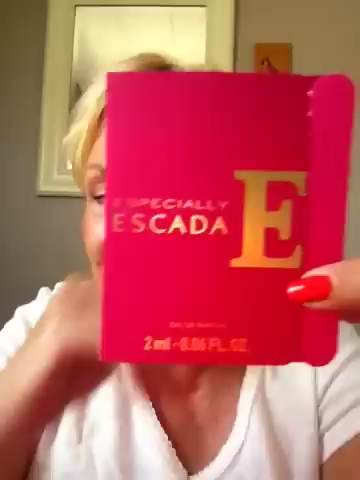 ESPECIALLY
ESCADA
E
EAU DE PARFUM
2 ml - 0.06 FL. OZ.